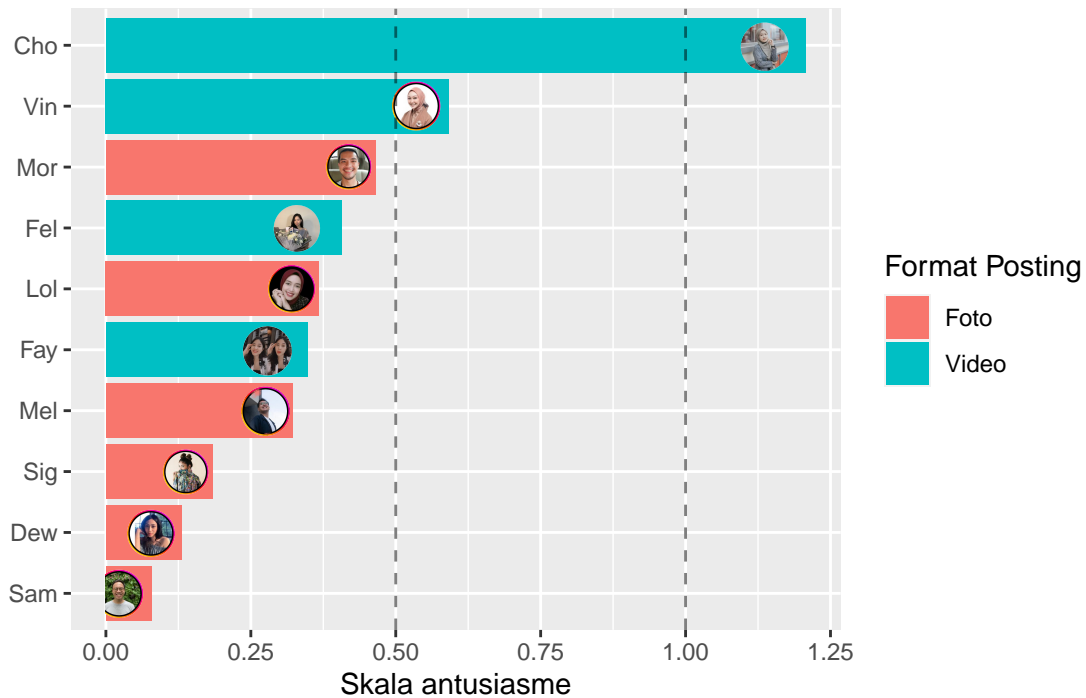 Cho
Vin
Mor
Fel
Lol
Fay
Mel
Sig
Dew
Sam
0.00 0.25 0.50 0.75 1.00 1.25
Skala antusiasme
Format Posting
Foto
Video